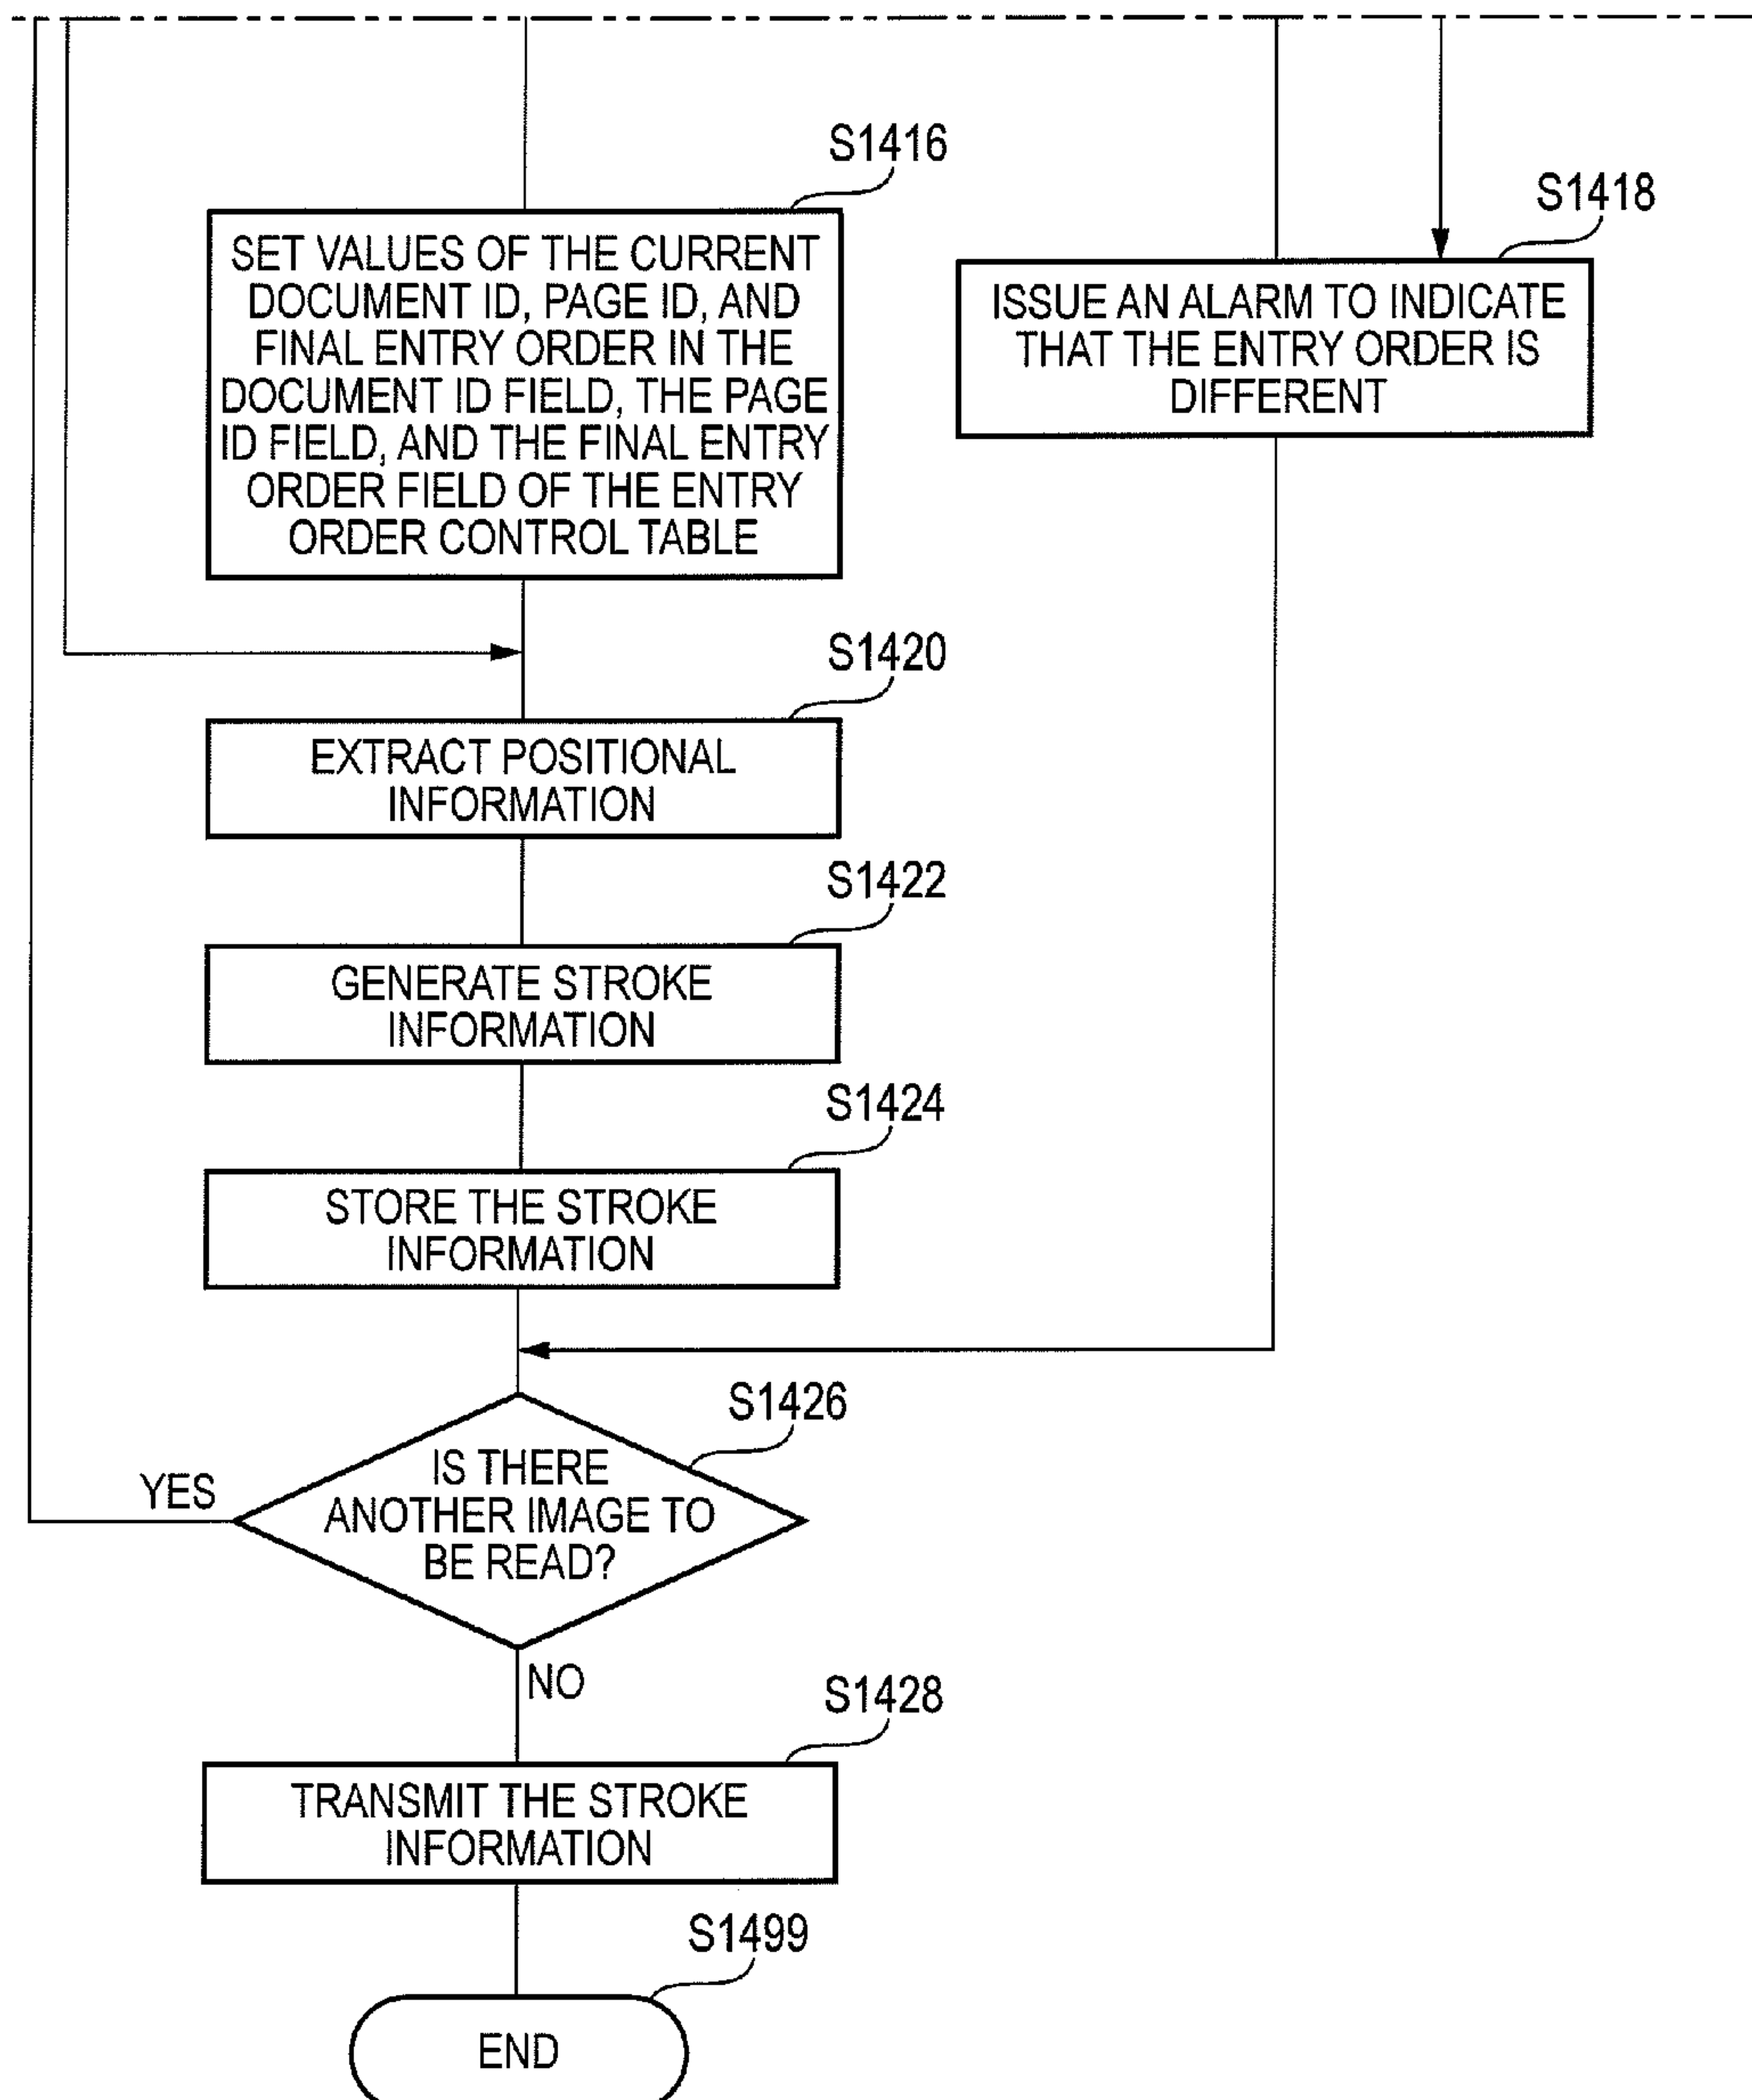 S1416
SET VALUES OF THE CURRENT
DOCUMENT ID, PAGE ID, AND
FINAL ENTRY ORDER IN THE
DOCUMENT ID FIELD, THE PAGE
ID FIELD, AND THE FINAL ENTRY
ORDER FIELD OF THE ENTRY
ORDER CONTROL TABLE
S1418
ISSUE AN ALARM TO INDICATE
THAT THE ENTRY ORDER IS
DIFFERENT
S1420
EXTRACT POSITIONAL
INFORMATION
S1422
GENERATE STROKE
INFORMATION
S1424
STORE THE STROKE
INFORMATION
S1426
IS THERE
ANOTHER IMAGE TO
BE READ?
YES
NO
S1428
TRANSMIT THE STROKE
INFORMATION
S1499
END